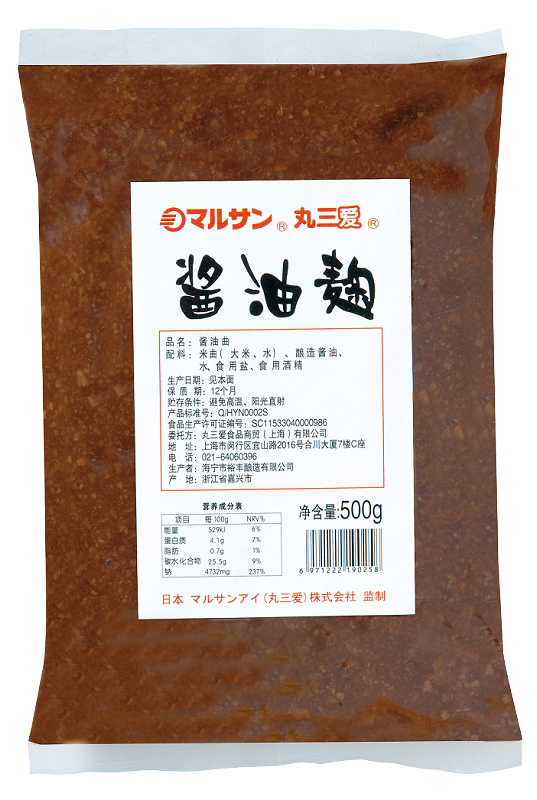 マルサン® 丸三爱®
酱油麹
品名：酱油曲
配料：米曲（大米、水）、酿造酱油、
水、食用盐、食用酒精
生产日期：见本面
保 质 期：12个月
贮存条件：避免高温、阳光直射
产品标准号：Q/HYN0002S
食品生产许可证编号：SC11533040000986
委托方：丸三爱食品商贸（上海）有限公司
地 址：上海市闵行区宜山路2016号合川大厦7楼C座
电 话：021-64060396
生产者：海宁市裕丰酿造有限公司
产 地：浙江省嘉兴市
营养成分表
项目 每100g NRV%
能量 529kJ 6%
蛋白质 4.1g 7%
脂肪 0.7g 1%
碳水化合物 25.5g 9%
钠 4732mg 237%
净含量:500g
6 971222 190258
日本 マルサンアイ（丸三爱）株式会社 监制